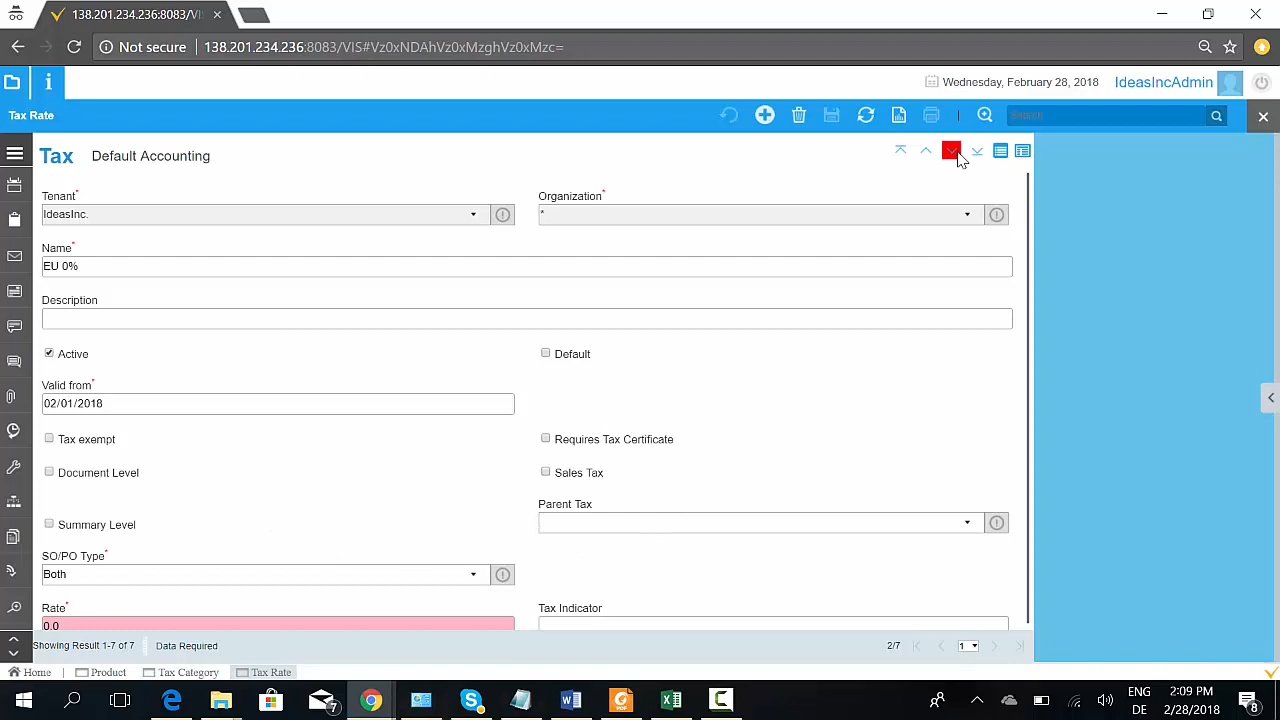 138.201.234.236:8083/VIS
Not secure
138.201.234.236:8083/VIS#Vz0xNDAhVz0xMzghVz0xMzc=
Wednesday, February 28, 2018
IdeasIncAdmin
Tax Rate
Search
Tax
Default Accounting
Tenant*
Organization*
IdeasInc.
*
Name*
EU 0%
Description
Active
Default
Valid from*
02/01/2018
Tax exempt
Requires Tax Certificate
Document Level
Sales Tax
Parent Tax
Summary Level
SO/PO Type*
Both
Rate*
Tax Indicator
0.0
Showing Result 1-7 of 7
Data Required
2/7
1
Home
Product
Tax Category
Tax Rate
7
ENG
DE
2:09 PM
2/28/2018
8